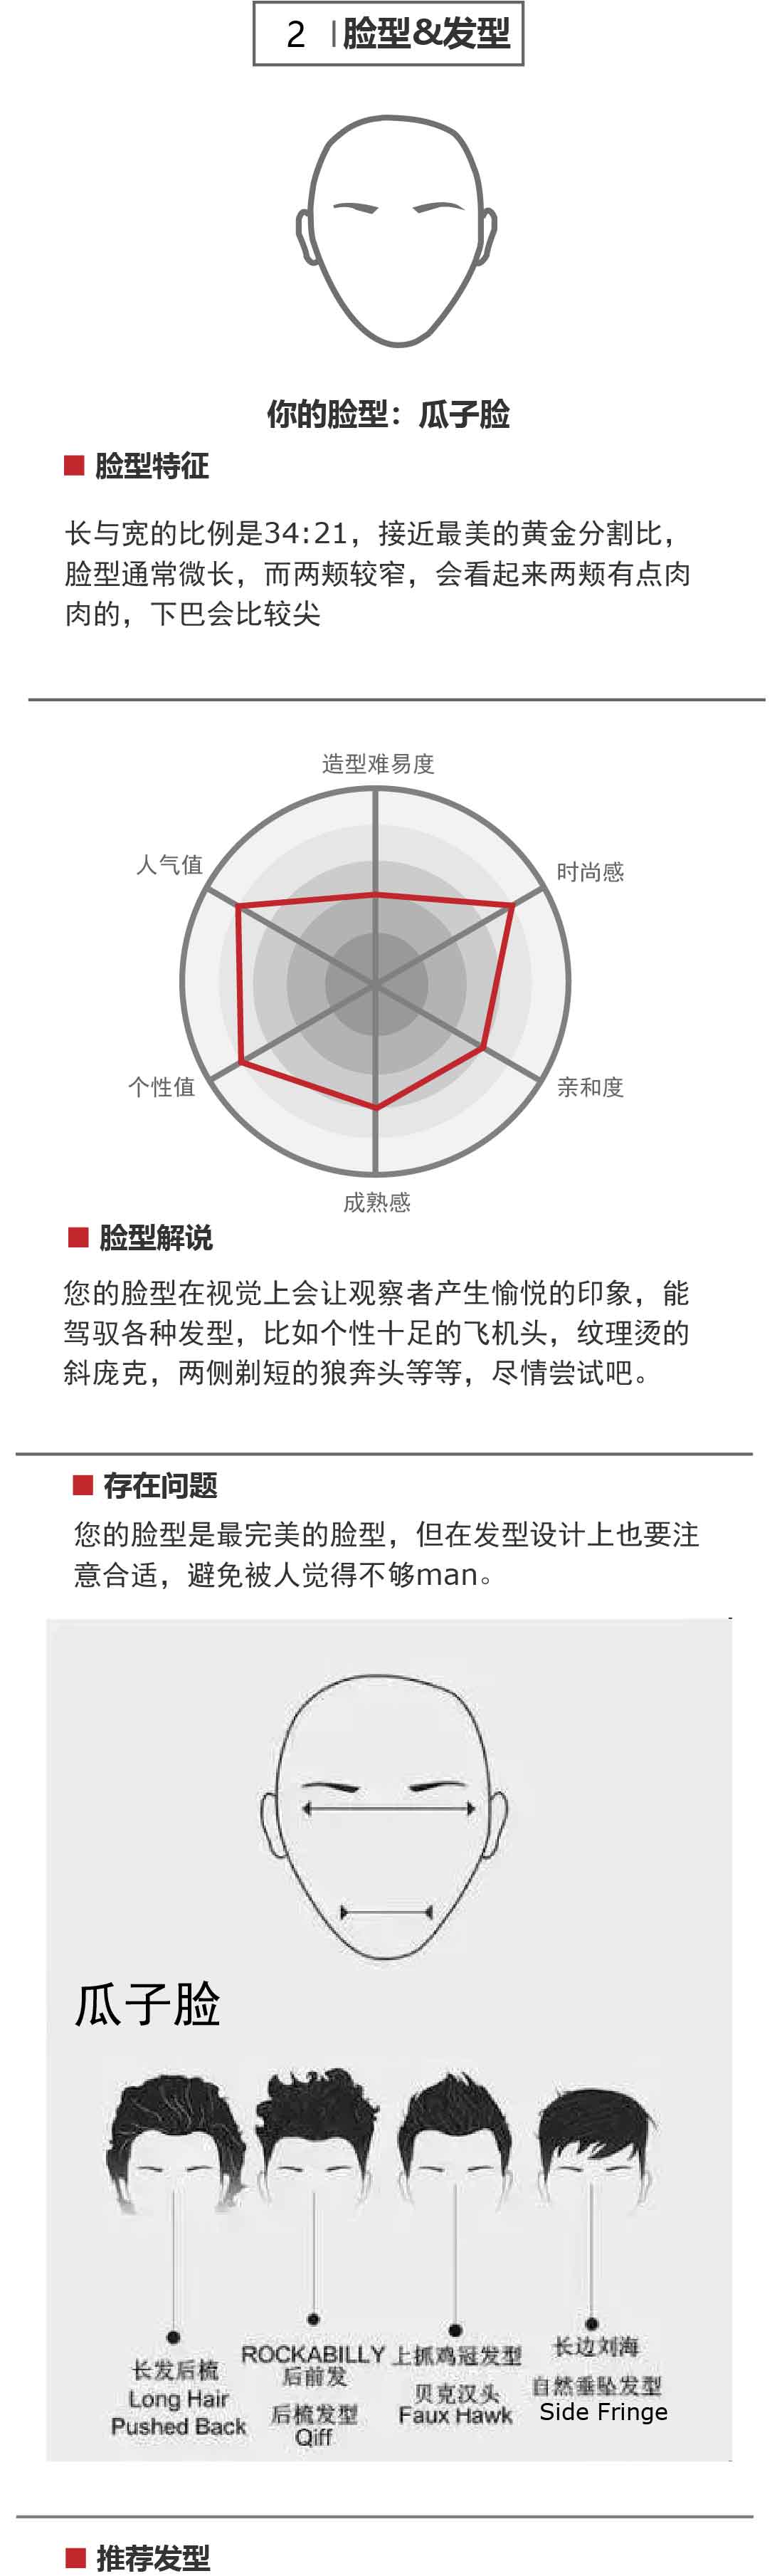 2 |脸型&发型
你的脸型：瓜子脸
脸型特征
长与宽的比例是34:21，接近最美的黄金分割比，
脸型通常微长，而两颊较窄，会看起来两颊有点肉
肉的，下巴会比较尖
造型难易度
人气值
时尚感
个性值
亲和度
成熟感
脸型解说
您的脸型在视觉上会让观察者产生愉悦的印象，能
驾驭各种发型，比如个性十足的飞机头，纹理烫的
斜庞克，两侧剃短的狼奔头等等，尽情尝试吧。
存在问题
您的脸型是最完美的脸型，但在发型设计上也要注
意合适，避免被人觉得不够man。
瓜子脸
长发后梳
Long Hair
Pushed Back
ROCKABILLY
后前发
后梳发型
Qiff
上抓鸡冠发型
贝克汉头
Faux Hawk
长边刘海
自然垂坠发型
Side Fringe
推荐发型